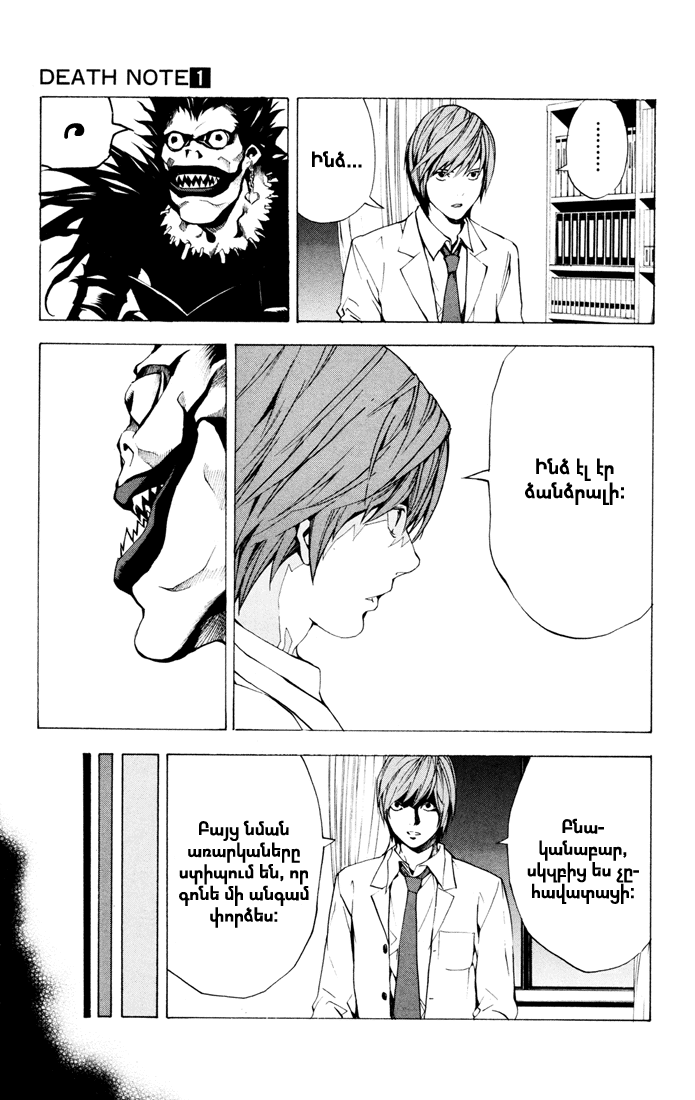 DEATH NOTE 1
........
Ինձ...
՞
Ինձ էլ էր
ձանձրալի:
Բնա-
կանաբար,
սկզբից ես չը-
հավատացի:
Բայց նման
առարկաները
ստիպում են, որ
գոնե մի անգամ
փորձես: